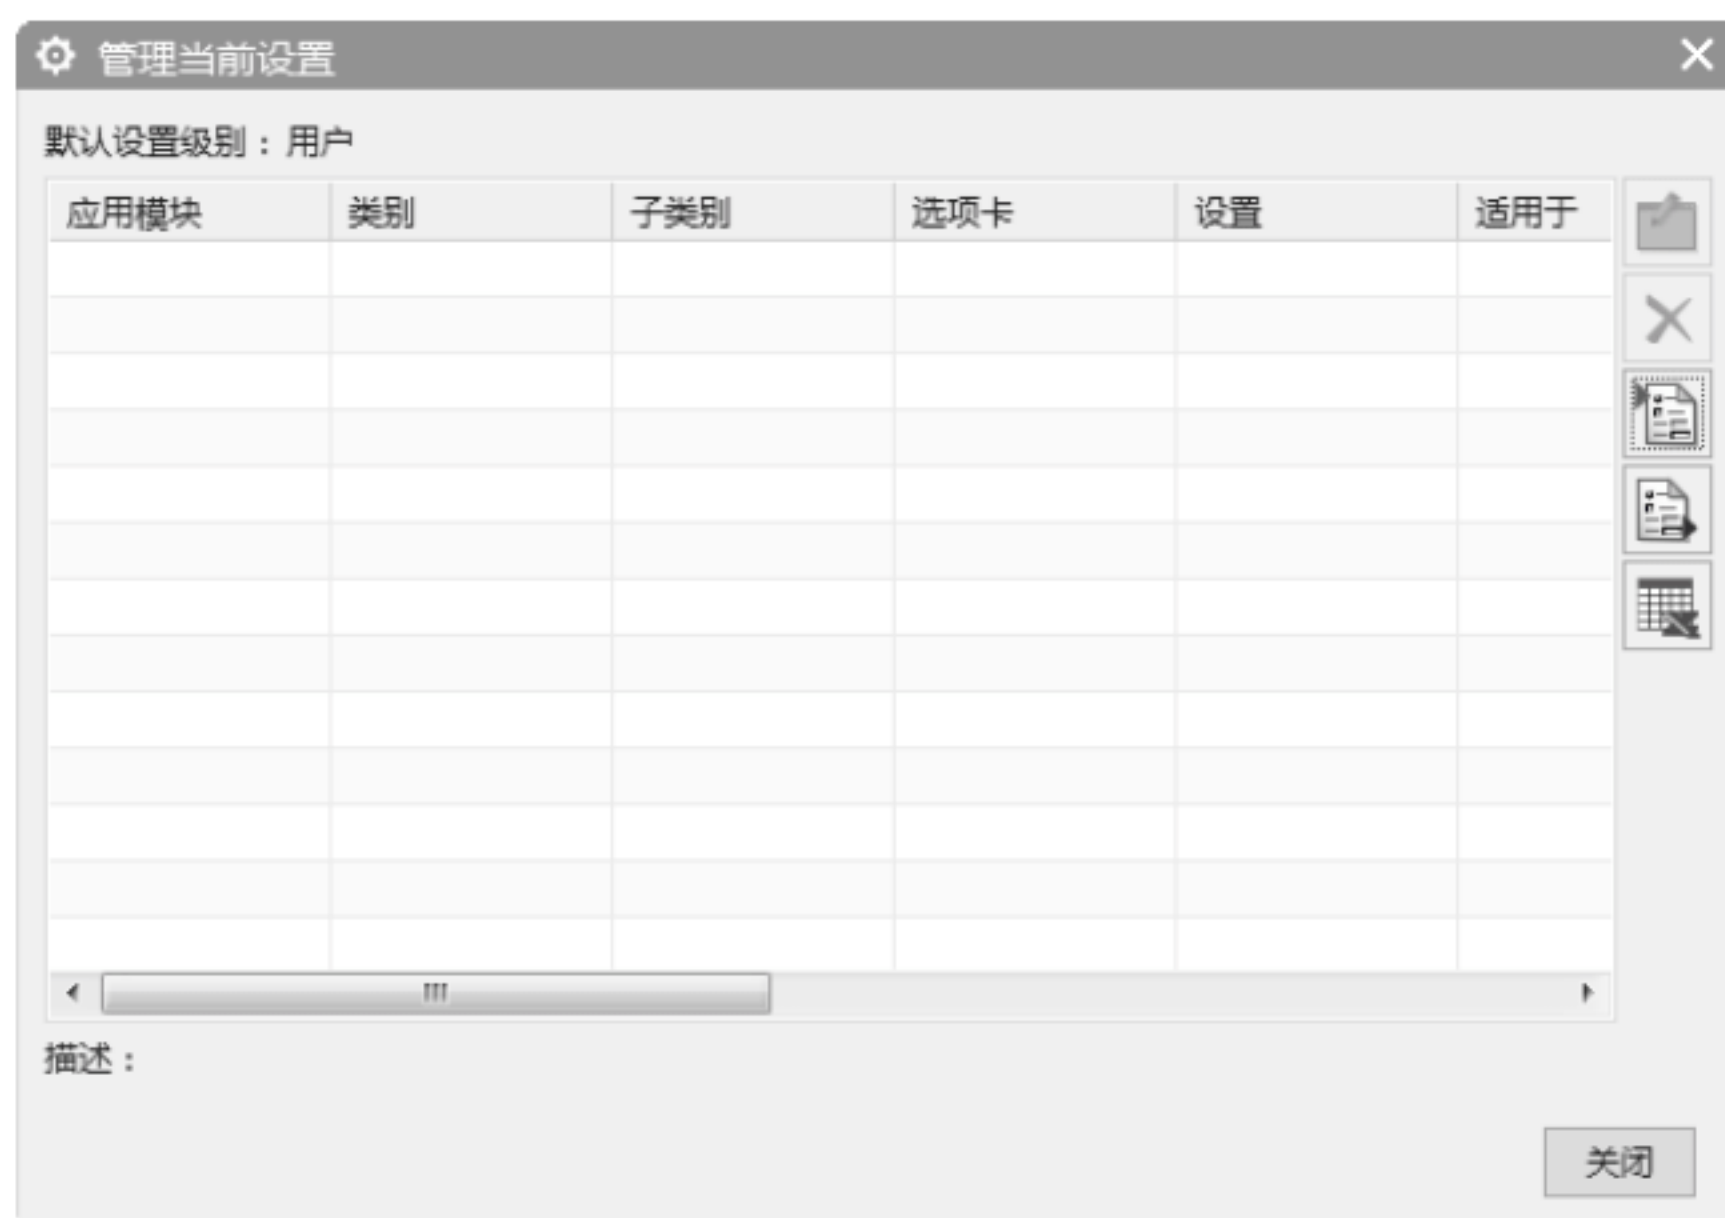 管理当前设置
默认设置级别：用户
应用模块 类别 子类别 选项卡 设置 适用于
描述：
关闭